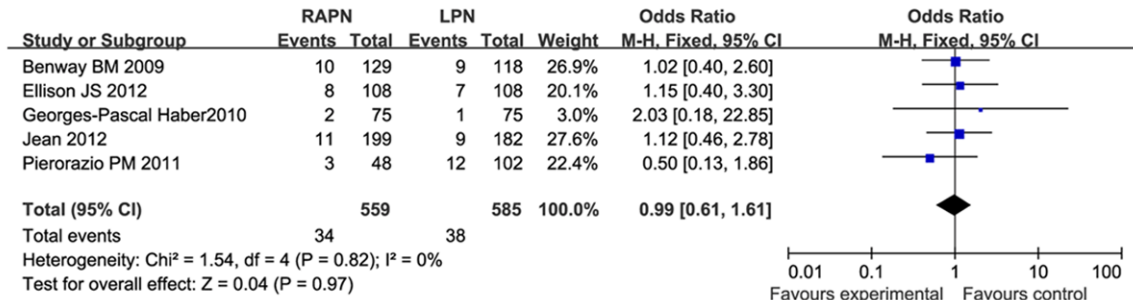 RAPN LPN Odds Ratio Odds Ratio
Study or Subgroup Events Total Events Total Weight M-H, Fixed, 95% CI M-H, Fixed, 95% CI
Benway BM 2009 10 129 9 118 26.9% 1.02 [0.40, 2.60]
Ellison JS 2012 8 108 7 108 20.1% 1.15 [0.40, 3.30]
Georges-Pascal Haber2010 2 75 1 75 3.0% 2.03 [0.18, 22.85]
Jean 2012 11 199 9 182 27.6% 1.12 [0.46, 2.78]
Pierorazio PM 2011 3 48 12 102 22.4% 0.50 [0.13, 1.86]
Total (95% CI) 559 585 100.0% 0.99 [0.61, 1.61]
Total events 34 38
Heterogeneity: Chi² = 1.54, df = 4 (P = 0.82); I² = 0%
Test for overall effect: Z = 0.04 (P = 0.97)
0.01 0.1 1 10 100
Favours experimental Favours control